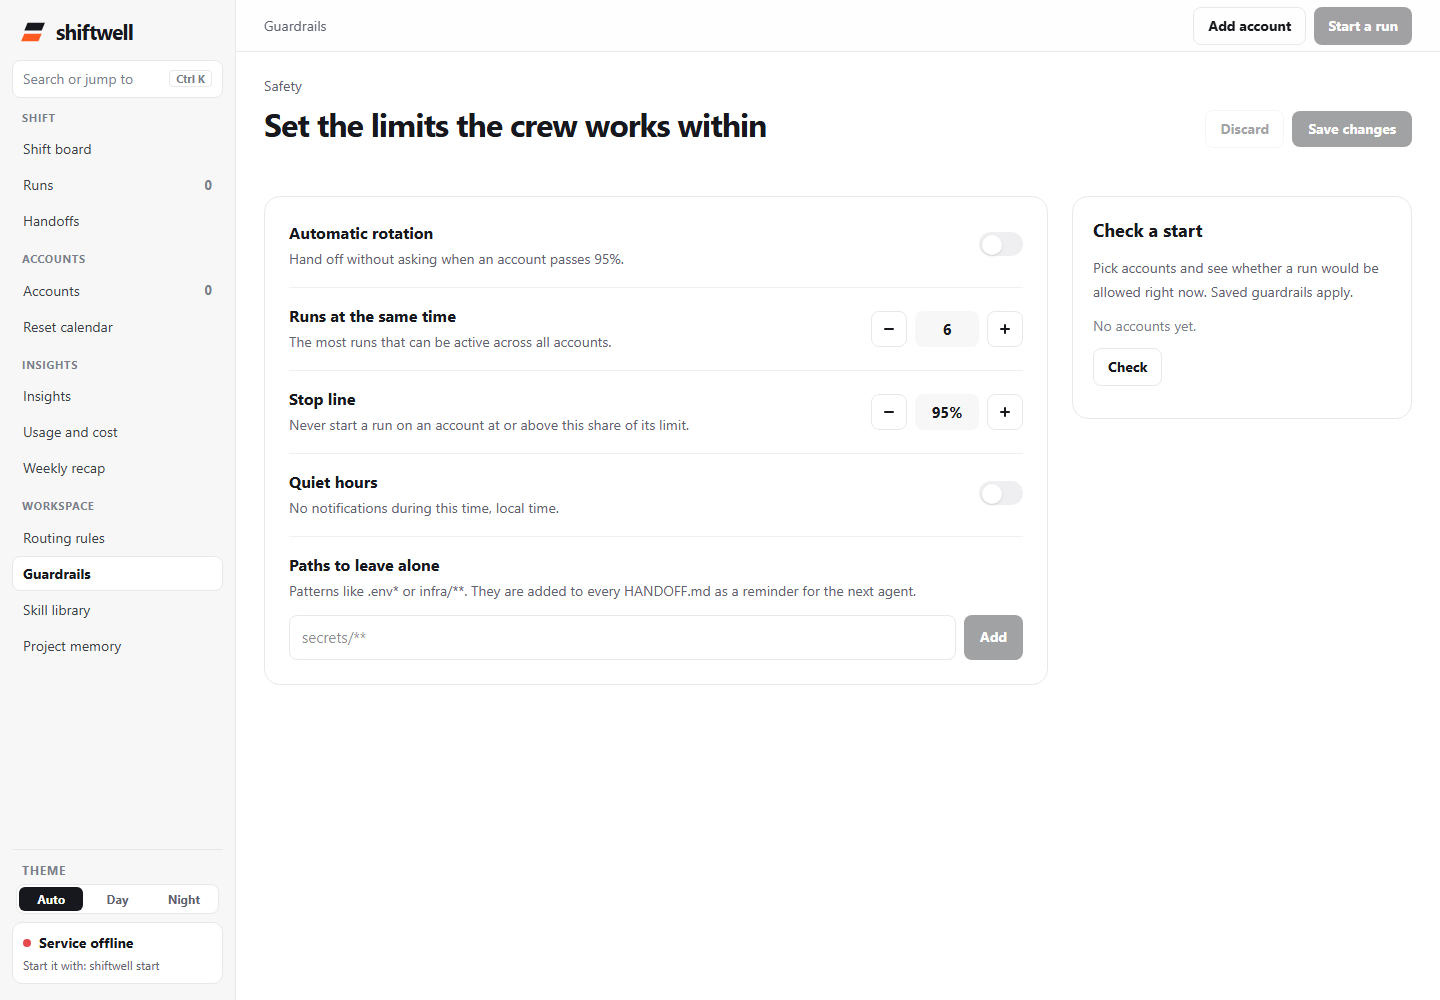 shiftwell
Search or jump to
Ctrl K
SHIFT
Shift board
Runs 0
Handoffs
ACCOUNTS
Accounts 0
Reset calendar
INSIGHTS
Insights
Usage and cost
Weekly recap
WORKSPACE
Routing rules
Guardrails
Skill library
Project memory
THEME
Auto Day Night
Service offline
Start it with: shiftwell start
Guardrails
Add account
Start a run
Safety
Set the limits the crew works within
Discard
Save changes
Automatic rotation
Hand off without asking when an account passes 95%.
Runs at the same time
The most runs that can be active across all accounts.
− 6 +
Stop line
Never start a run on an account at or above this share of its limit.
− 95% +
Quiet hours
No notifications during this time, local time.
Paths to leave alone
Patterns like .env* or infra/**. They are added to every HANDOFF.md as a reminder for the next agent.
secrets/**
Add
Check a start
Pick accounts and see whether a run would be
allowed right now. Saved guardrails apply.
No accounts yet.
Check